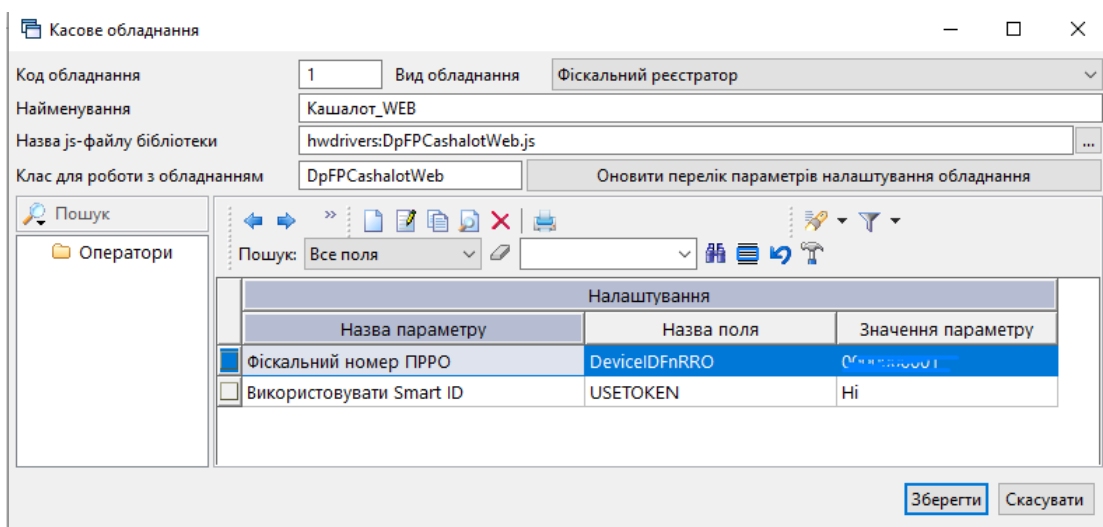 Касове обладнання
Код обладнання 1 Вид обладнання Фіскальний реєстратор
Найменування Кашалот_WEB
Назва js-файлу бібліотеки hwdrivers:DpFPCashalotWeb.js ...
Клас для роботи з обладнанням DpFPCashalotWeb Оновити перелік параметрів налаштування обладнання
Пошук
Оператори
Пошук: Все поля
Налаштування
Назва параметру Назва поля Значення параметру
Фіскальний номер ПРРО DeviceIDFnRRO
Використовувати Smart ID USETOKEN Ні
Зберегти Скасувати